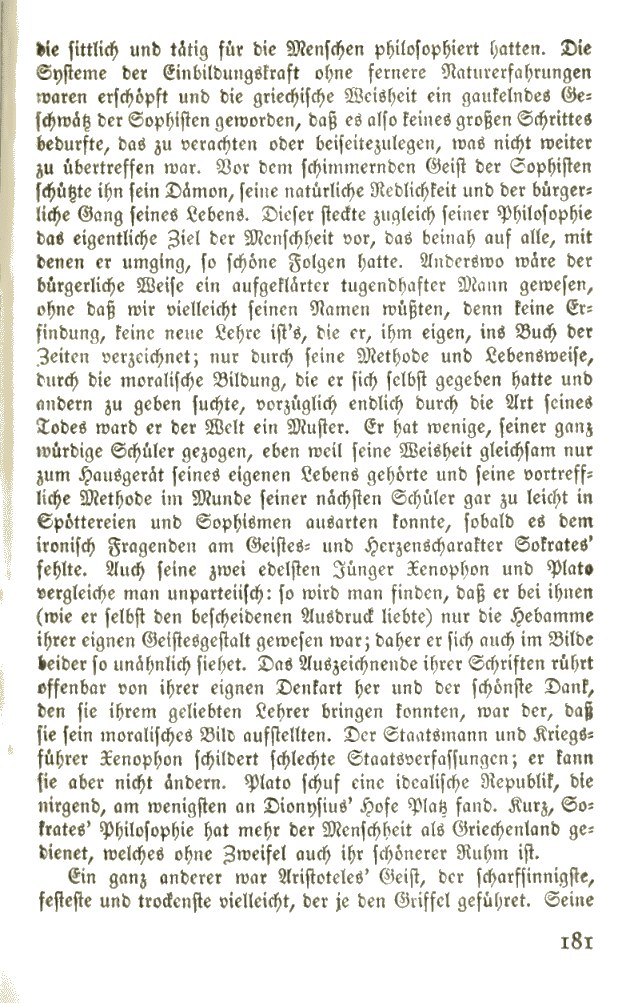 die sittlich und tätig für die Menschen philosophiert hatten. Die
Systeme der Einbildungskraft ohne fernere Naturerfahrungen
waren erschöpft und die griechische Weisheit ein gaukelndes Ge-
schwätz der Sophisten geworden, daß es also keines großen Schrittes
bedurfte, das zu verachten oder beiseitezulegen, was nicht weiter
zu übertreffen war. Vor dem schimmernden Geist der Sophisten
schützte ihn sein Dämon, seine natürliche Redlichkeit und der bürger-
liche Gang seines Lebens. Dieser steckte zugleich seiner Philosophie
das eigentliche Ziel der Menschheit vor, das beinah auf alle, mit
denen er umging, so schöne Folgen hatte. Anderswo wäre der
bürgerliche Weise ein aufgeklärter tugendhafter Mann gewesen,
ohne daß wir vielleicht seinen Namen wüßten, denn keine Er-
findung, keine neue Lehre ist's, die er, ihm eigen, ins Buch der
Zeiten verzeichnet; nur durch seine Methode und Lebensweise,
durch die moralische Bildung, die er sich selbst gegeben hatte und
andern zu geben suchte, vorzüglich endlich durch die Art seines
Todes ward er der Welt ein Muster. Er hat wenige, seiner ganz
würdige Schüler gezogen, eben weil seine Weisheit gleichsam nur
zum Hausgerät seines eigenen Lebens gehörte und seine vortreff-
liche Methode im Munde seiner nächsten Schüler gar zu leicht in
Spöttereien und Sophismen ausarten konnte, sobald es dem
ironisch Fragenden am Geistes- und Herzenscharakter Sokrates'
fehlte. Auch seine zwei edelsten Jünger Xenophon und Plato
vergleiche man unparteiisch: so wird man finden, daß er bei ihnen
(wie er selbst den bescheidenen Ausdruck liebte) nur die Hebamme
ihrer eignen Geistesgestalt gewesen war; daher er sich auch im Bilde
beider so unähnlich siehet. Das Auszeichnende ihrer Schriften rührt
offenbar von ihrer eignen Denkart her und der schönste Dank,
den sie ihrem geliebten Lehrer bringen konnten, war der, daß
sie sein moralisches Bild aufstellten. Der Staatsmann und Kriegs-
führer Xenophon schildert schlechte Staatsverfassungen; er kann
sie aber nicht ändern. Plato schuf eine idealische Republik, die
nirgend, am wenigsten an Dionysius' Hofe Platz fand. Kurz, So-
krates' Philosophie hat mehr der Menschheit als Griechenland ge-
dienet, welches ohne Zweifel auch ihr schönerer Ruhm ist.
Ein ganz anderer war Aristoteles' Geist, der scharfsinnigste,
festeste und trockenste vielleicht, der je den Griffel geführet. Seine
181